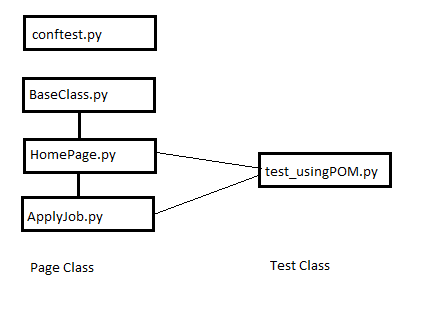 conftest.py
BaseClass.py
HomePage.py
test_usingPOM.py
ApplyJob.py
Page Class
Test Class